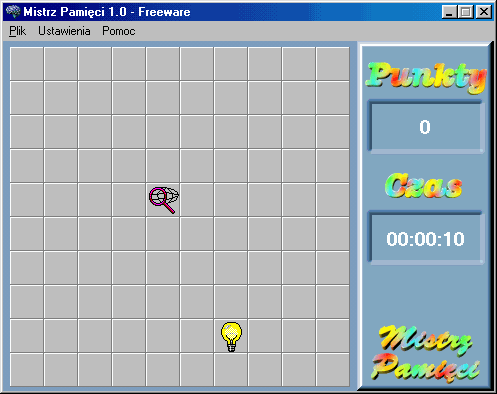 Mistrz Pamięci 1.0 - Freeware
Plik Ustawienia Pomoc
Punkty
0
Czas
00:00:10
Mistrz
Pamięci